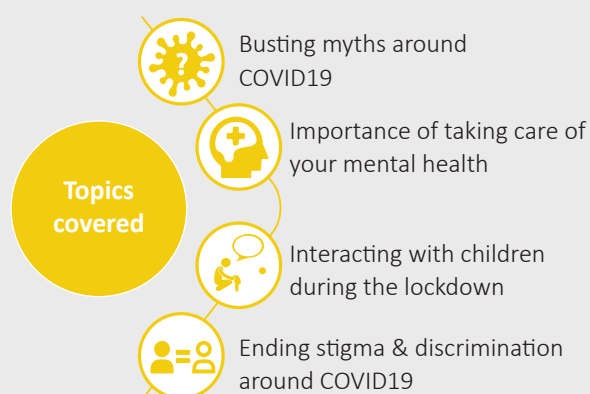 Busting myths around
COVID19
Importance of taking care of
your mental health
Topics
covered
Interacting with children
during the lockdown
Ending stigma & discrimination
around COVID19